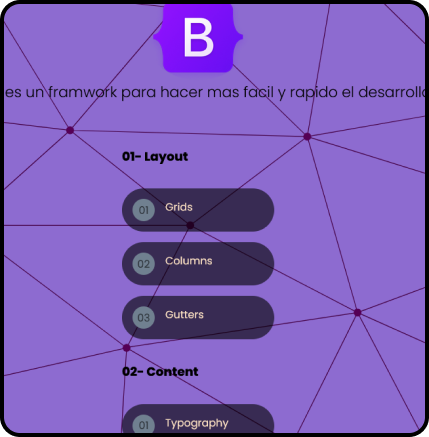 B
es un framwork para hacer mas facil y rapido el desarrollo
01- Layout
01 Grids
02 Columns
03 Gutters
02- Content
01 Typography